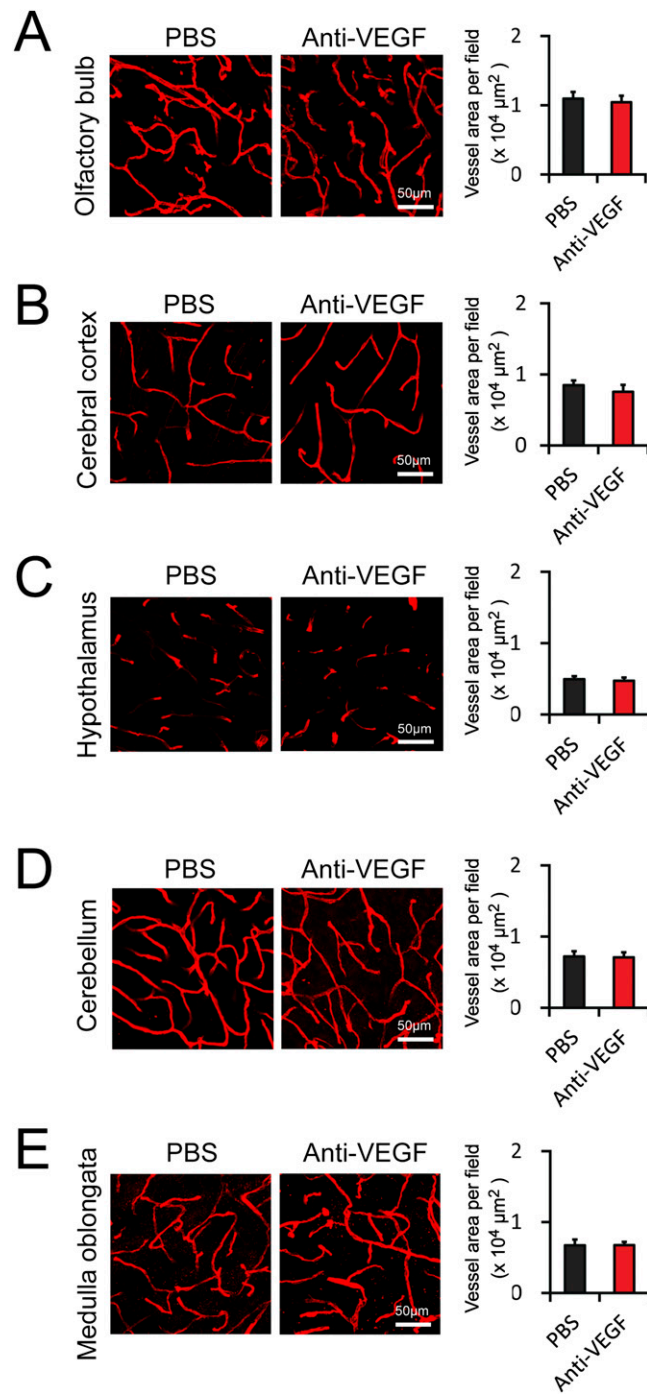 A
PBS
Anti-VEGF
Olfactory bulb
50µm
Vessel area per field
(x 10⁴ µm²)
2
1
0
PBS
Anti-VEGF
B
PBS
Anti-VEGF
Cerebral cortex
50µm
Vessel area per field
(x 10⁴ µm²)
2
1
0
PBS
Anti-VEGF
C
PBS
Anti-VEGF
Hypothalamus
50µm
Vessel area per field
(x 10⁴ µm²)
2
1
0
PBS
Anti-VEGF
D
PBS
Anti-VEGF
Cerebellum
50µm
Vessel area per field
(x 10⁴ µm²)
2
1
0
PBS
Anti-VEGF
E
PBS
Anti-VEGF
Medulla oblongata
50µm
Vessel area per field
(x 10⁴ µm²)
2
1
0
PBS
Anti-VEGF